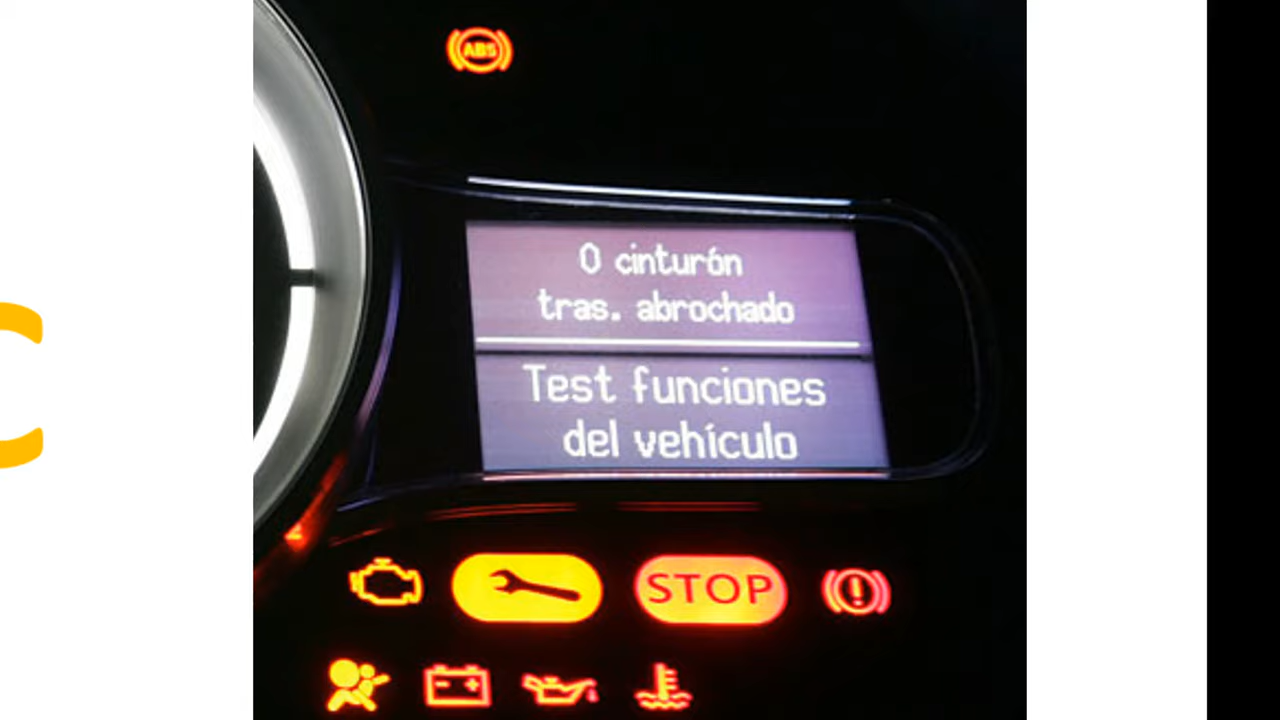 ABS
0 cinturón
tras. abrochado
Test funciones
del vehículo
STOP